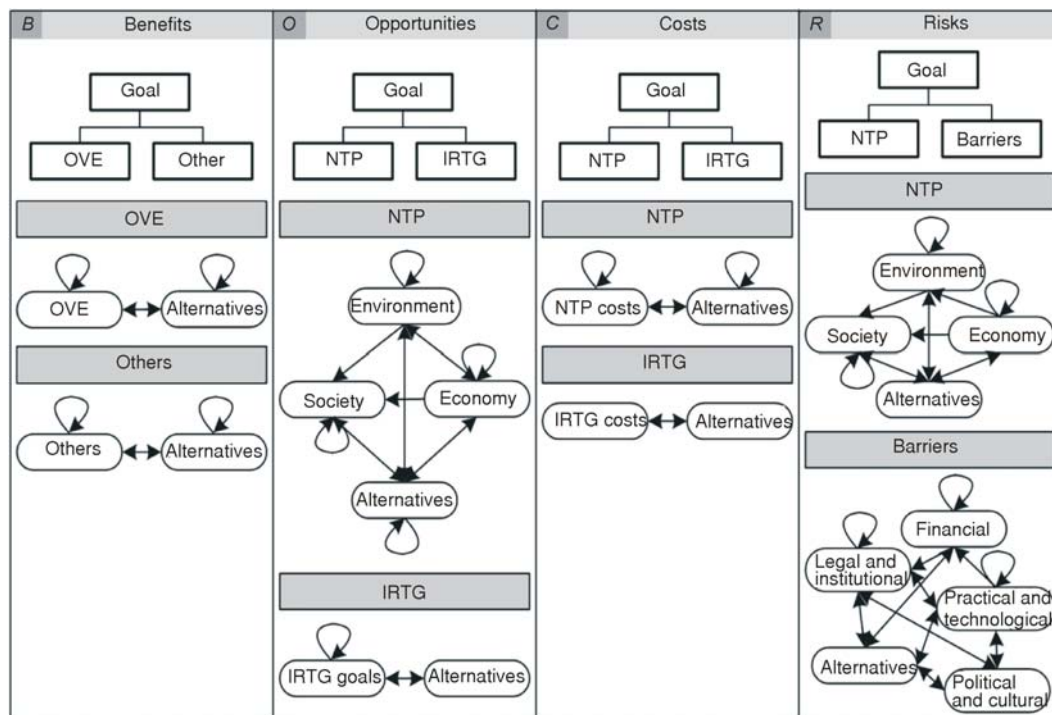 B Benefits
Goal
OVE Other
OVE
OVE Alternatives
Others
Others Alternatives
O Opportunities
Goal
NTP IRTG
NTP
Environment
Society Economy
Alternatives
IRTG
IRTG goals Alternatives
C Costs
Goal
NTP IRTG
NTP
NTP costs Alternatives
IRTG
IRTG costs Alternatives
R Risks
Goal
NTP Barriers
NTP
Environment
Society Economy
Alternatives
Barriers
Financial
Legal and
institutional
Practical and
technological
Alternatives
Political
and cultural